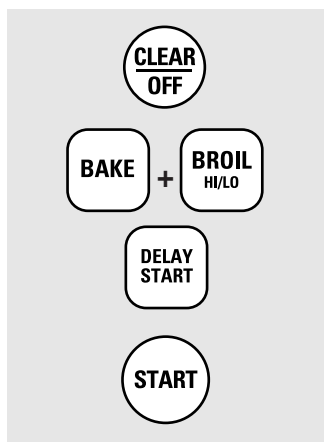 CLEAR
OFF
BAKE + BROIL
HI/LO
DELAY
START
START